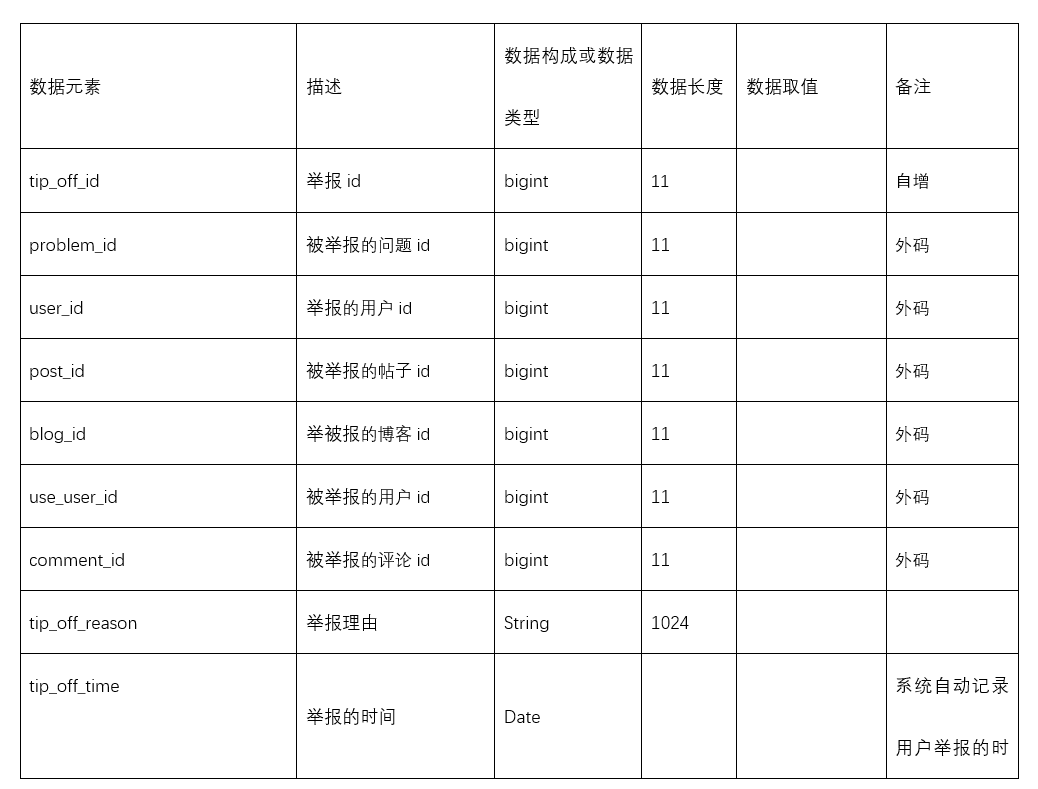 数据元素 描述 数据构成或数据类型 数据长度 数据取值 备注
tip_off_id 举报 id bigint 11 自增
problem_id 被举报的问题 id bigint 11 外码
user_id 举报的用户 id bigint 11 外码
post_id 被举报的帖子 id bigint 11 外码
blog_id 举被报的博客 id bigint 11 外码
use_user_id 被举报的用户 id bigint 11 外码
comment_id 被举报的评论 id bigint 11 外码
tip_off_reason 举报理由 String 1024
tip_off_time 举报的时间 Date 系统自动记录用户举报的时